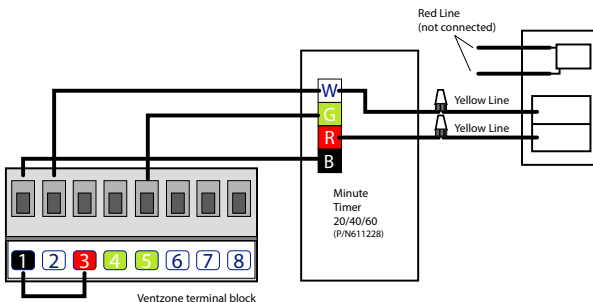 Red Line
(not connected)
W
G
R
B
Yellow Line
Yellow Line
Minute
Timer
20/40/60
(P/N611228)
1 2 3 4 5 6 7 8
Ventzone terminal block